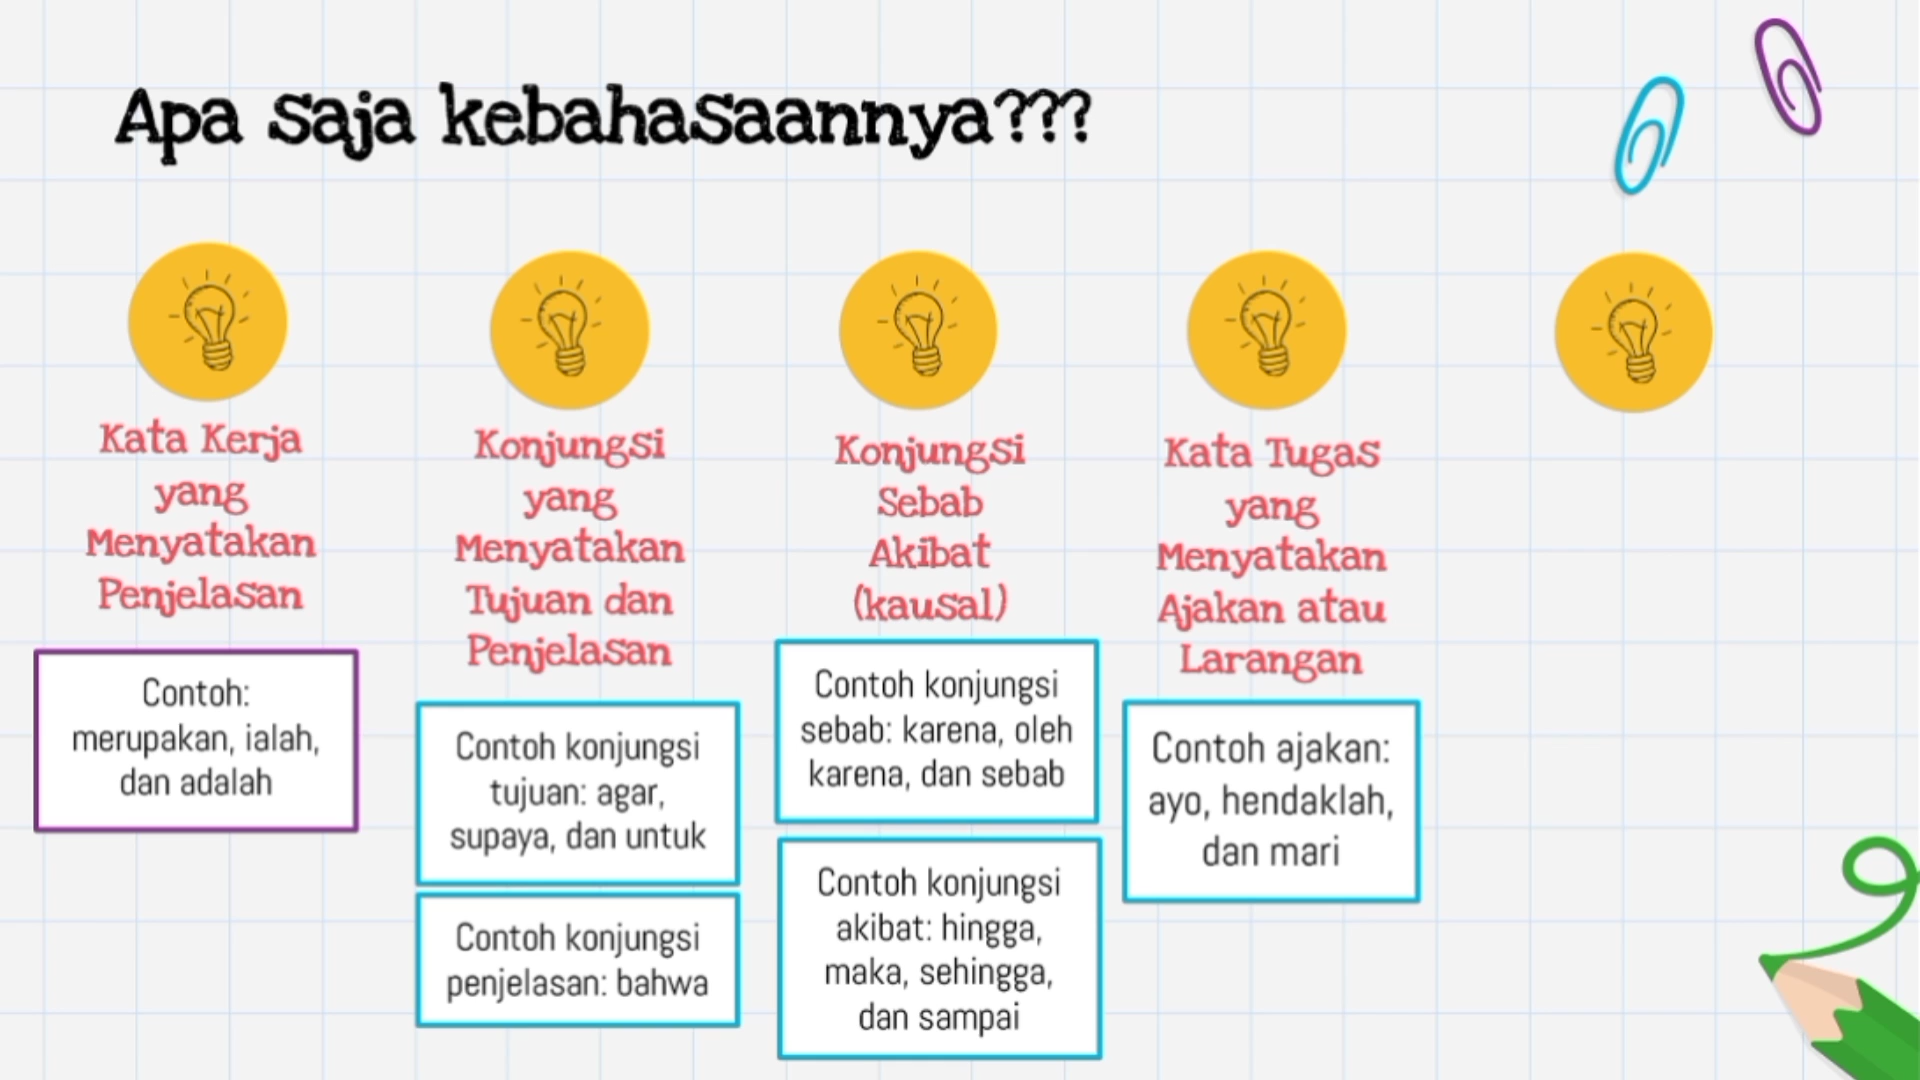 Apa saja kebahasaannya???
Kata Kerja
yang
Menyatakan
Penjelasan
Contoh:
merupakan, ialah,
dan adalah
Konjungsi
yang
Menyatakan
Tujuan dan
Penjelasan
Contoh konjungsi
tujuan: agar,
supaya, dan untuk
Contoh konjungsi
penjelasan: bahwa
Konjungsi
Sebab
Akibat
(kausal)
Contoh konjungsi
sebab: karena, oleh
karena, dan sebab
Contoh konjungsi
akibat: hingga,
maka, sehingga,
dan sampai
Kata Tugas
yang
Menyatakan
Ajakan atau
Larangan
Contoh ajakan:
ayo, hendaklah,
dan mari